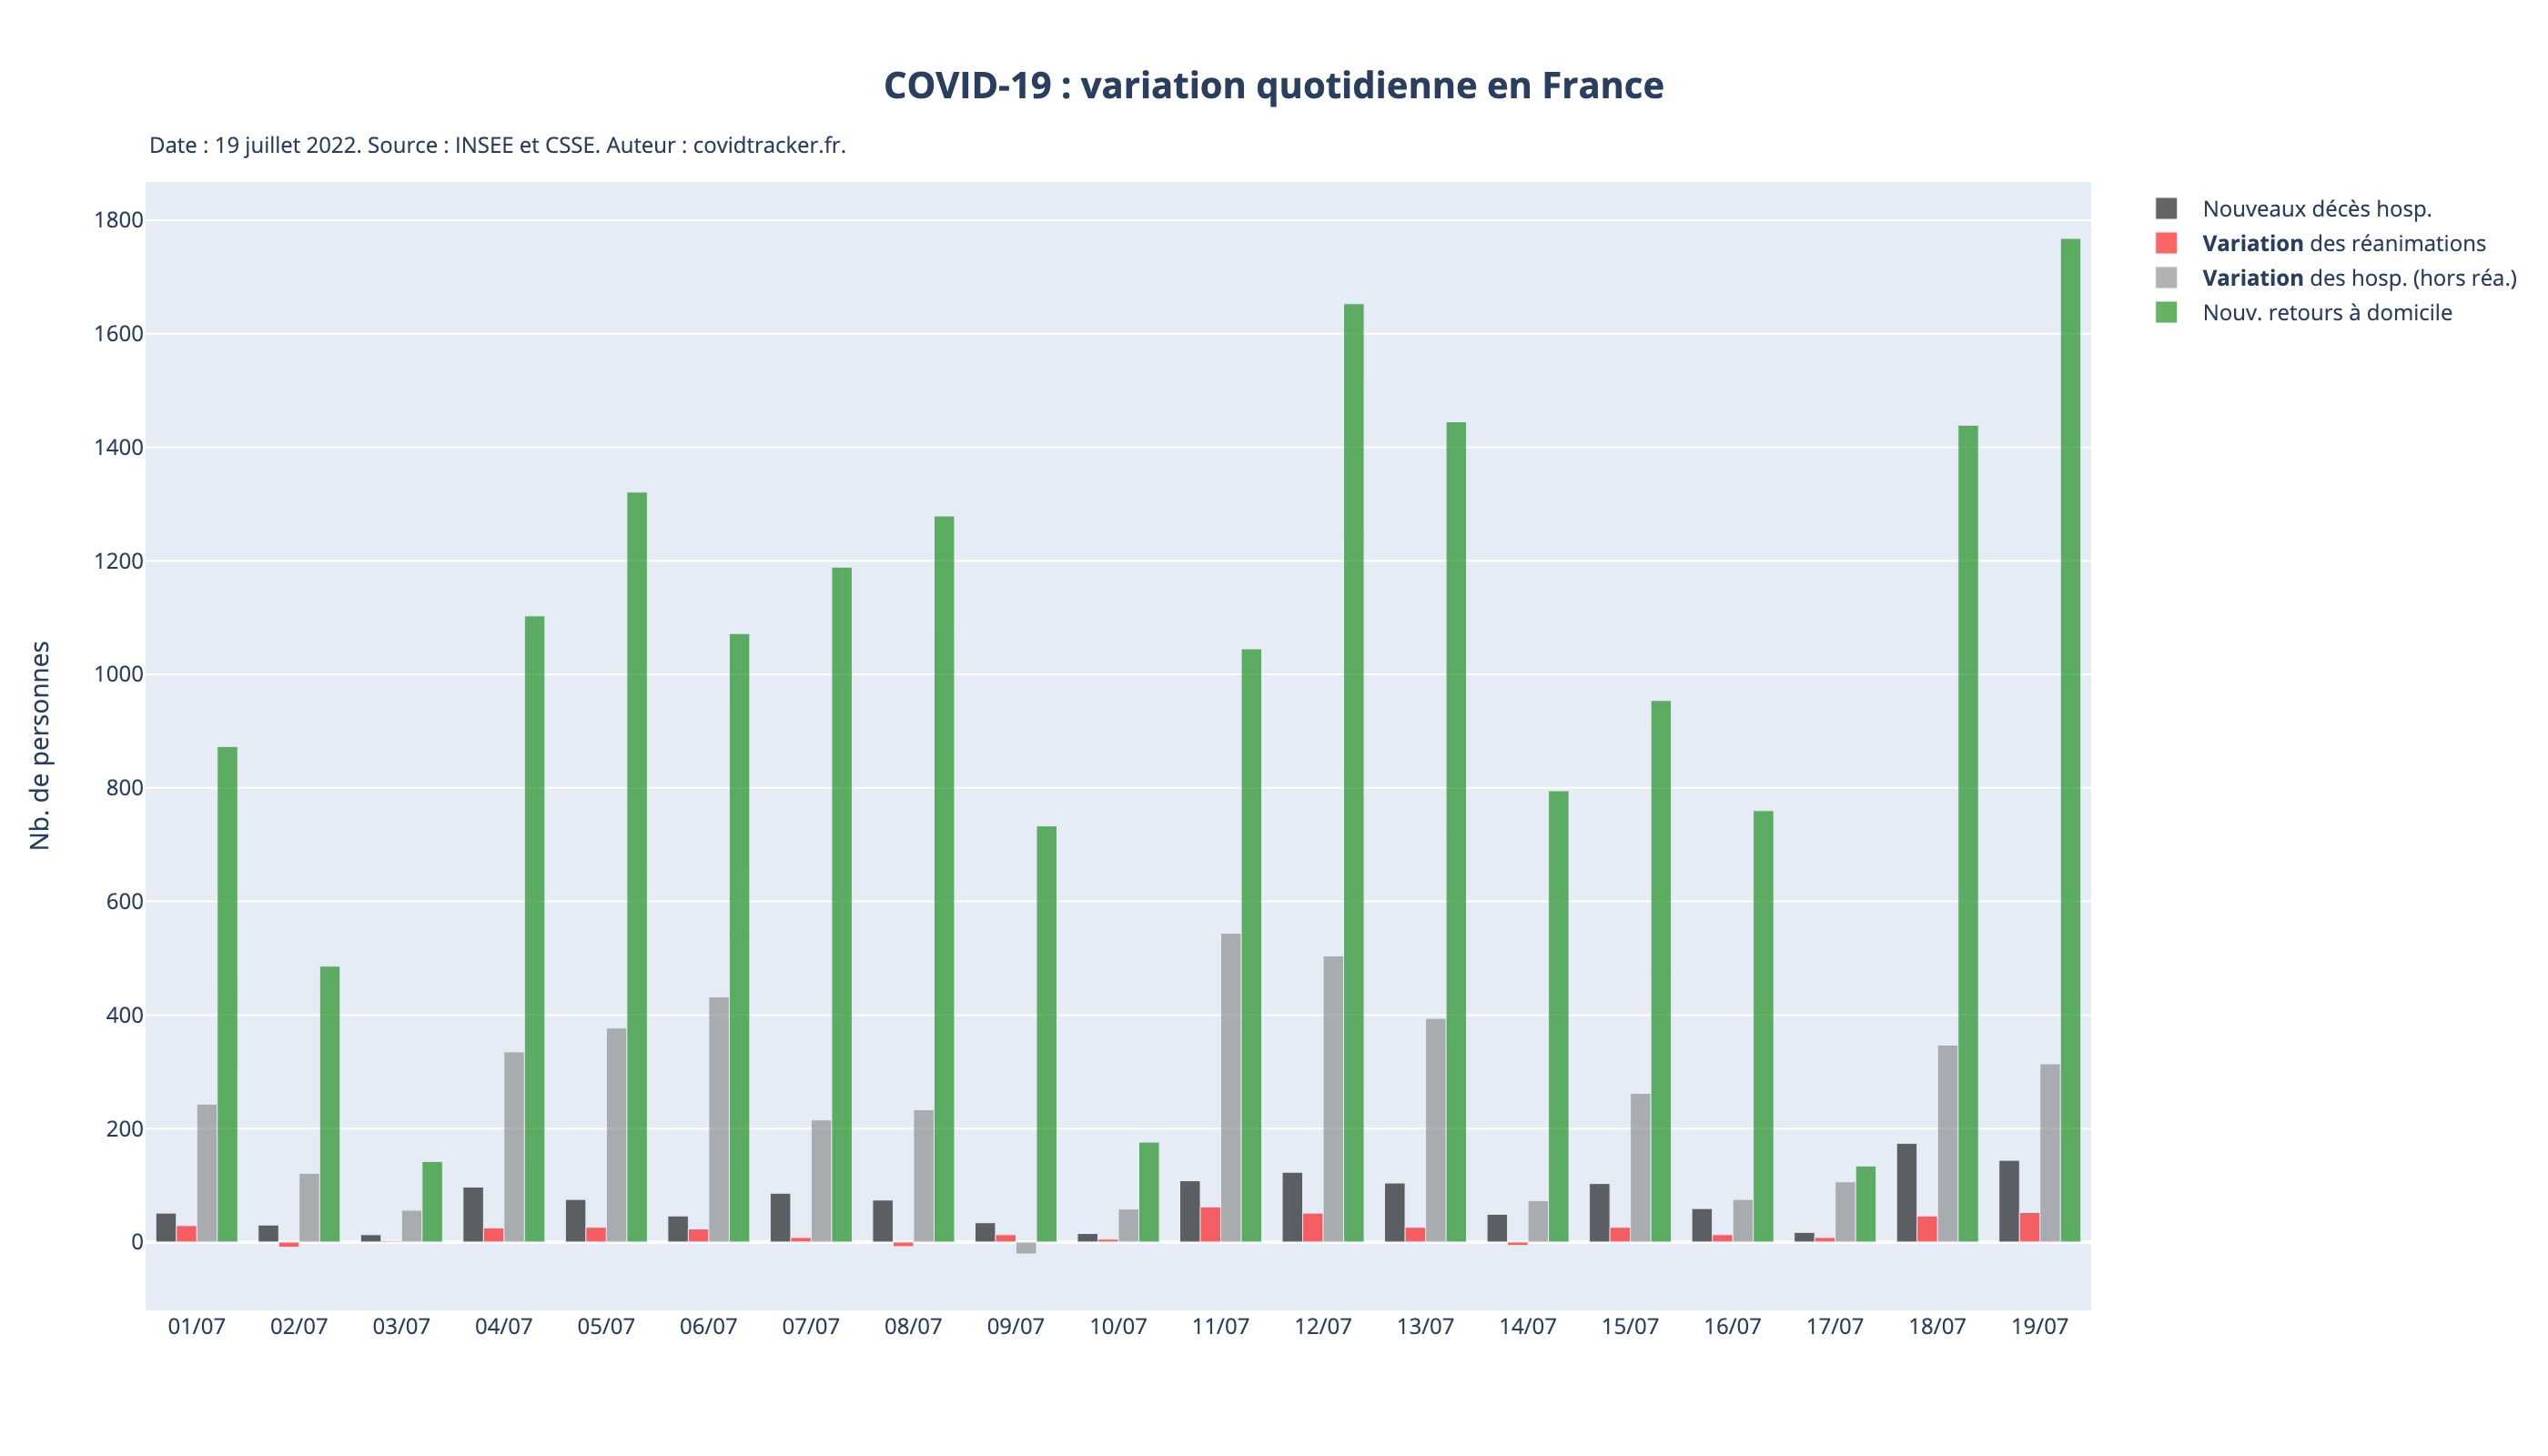 COVID-19 : variation quotidienne en France
Date : 19 juillet 2022. Source : INSEE et CSSE. Auteur : covidtracker.fr.
Nouveaux décès hosp.
Variation des réanimations
Variation des hosp. (hors réa.)
Nouv. retours à domicile
Nb. de personnes
1800
1600
1400
1200
1000
800
600
400
200
0
01/07 02/07 03/07 04/07 05/07 06/07 07/07 08/07 09/07 10/07 11/07 12/07 13/07 14/07 15/07 16/07 17/07 18/07 19/07